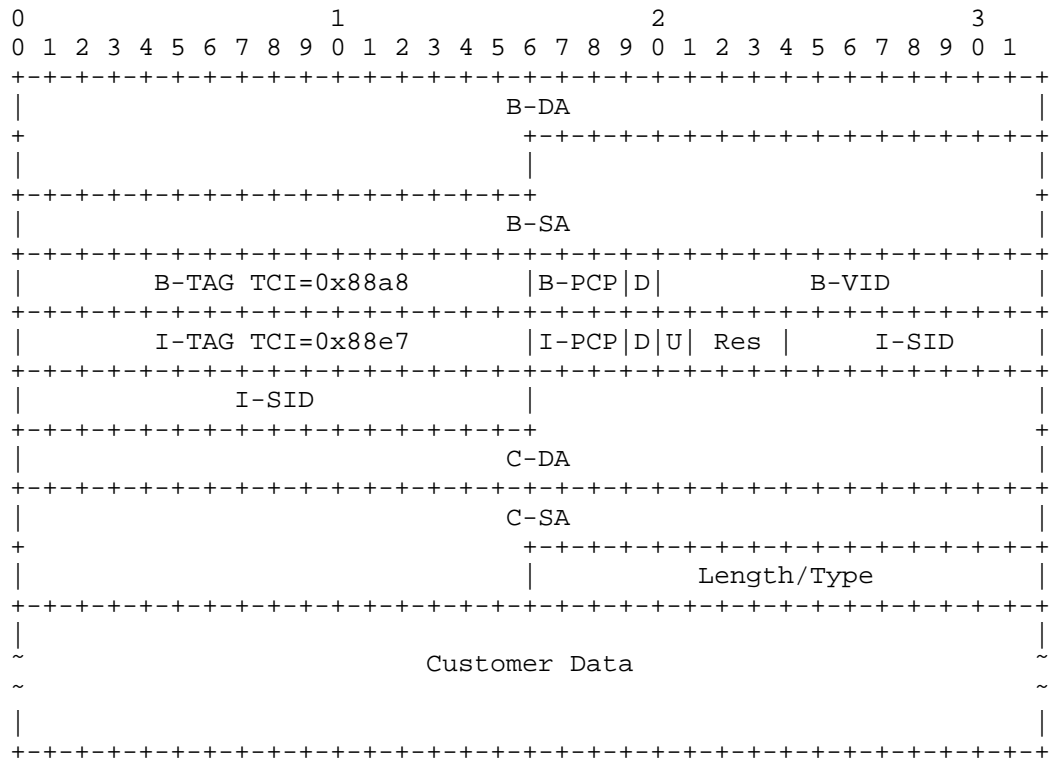 0                   1                   2                   3
0 1 2 3 4 5 6 7 8 9 0 1 2 3 4 5 6 7 8 9 0 1 2 3 4 5 6 7 8 9 0 1
+-+-+-+-+-+-+-+-+-+-+-+-+-+-+-+-+-+-+-+-+-+-+-+-+-+-+-+-+-+-+-+-+
|                              B-DA                             |
+                               +-+-+-+-+-+-+-+-+-+-+-+-+-+-+-+-+
|                               |                               |
+-+-+-+-+-+-+-+-+-+-+-+-+-+-+-+-+                               +
|                              B-SA                             |
+-+-+-+-+-+-+-+-+-+-+-+-+-+-+-+-+-+-+-+-+-+-+-+-+-+-+-+-+-+-+-+-+
|        B-TAG TCI=0x88a8       |B-PCP|D|         B-VID         |
+-+-+-+-+-+-+-+-+-+-+-+-+-+-+-+-+-+-+-+-+-+-+-+-+-+-+-+-+-+-+-+-+
|        I-TAG TCI=0x88e7       |I-PCP|D|U| Res |     I-SID     |
+-+-+-+-+-+-+-+-+-+-+-+-+-+-+-+-+-+-+-+-+-+-+-+-+-+-+-+-+-+-+-+-+
|             I-SID             |                               |
+-+-+-+-+-+-+-+-+-+-+-+-+-+-+-+-+                               +
|                              C-DA                             |
+-+-+-+-+-+-+-+-+-+-+-+-+-+-+-+-+-+-+-+-+-+-+-+-+-+-+-+-+-+-+-+-+
|                              C-SA                             |
+                               +-+-+-+-+-+-+-+-+-+-+-+-+-+-+-+-+
|                               |          Length/Type          |
+-+-+-+-+-+-+-+-+-+-+-+-+-+-+-+-+-+-+-+-+-+-+-+-+-+-+-+-+-+-+-+-+
|                                                               |
~                         Customer Data                         ~
~                                                               ~
|                                                               |
+-+-+-+-+-+-+-+-+-+-+-+-+-+-+-+-+-+-+-+-+-+-+-+-+-+-+-+-+-+-+-+-+